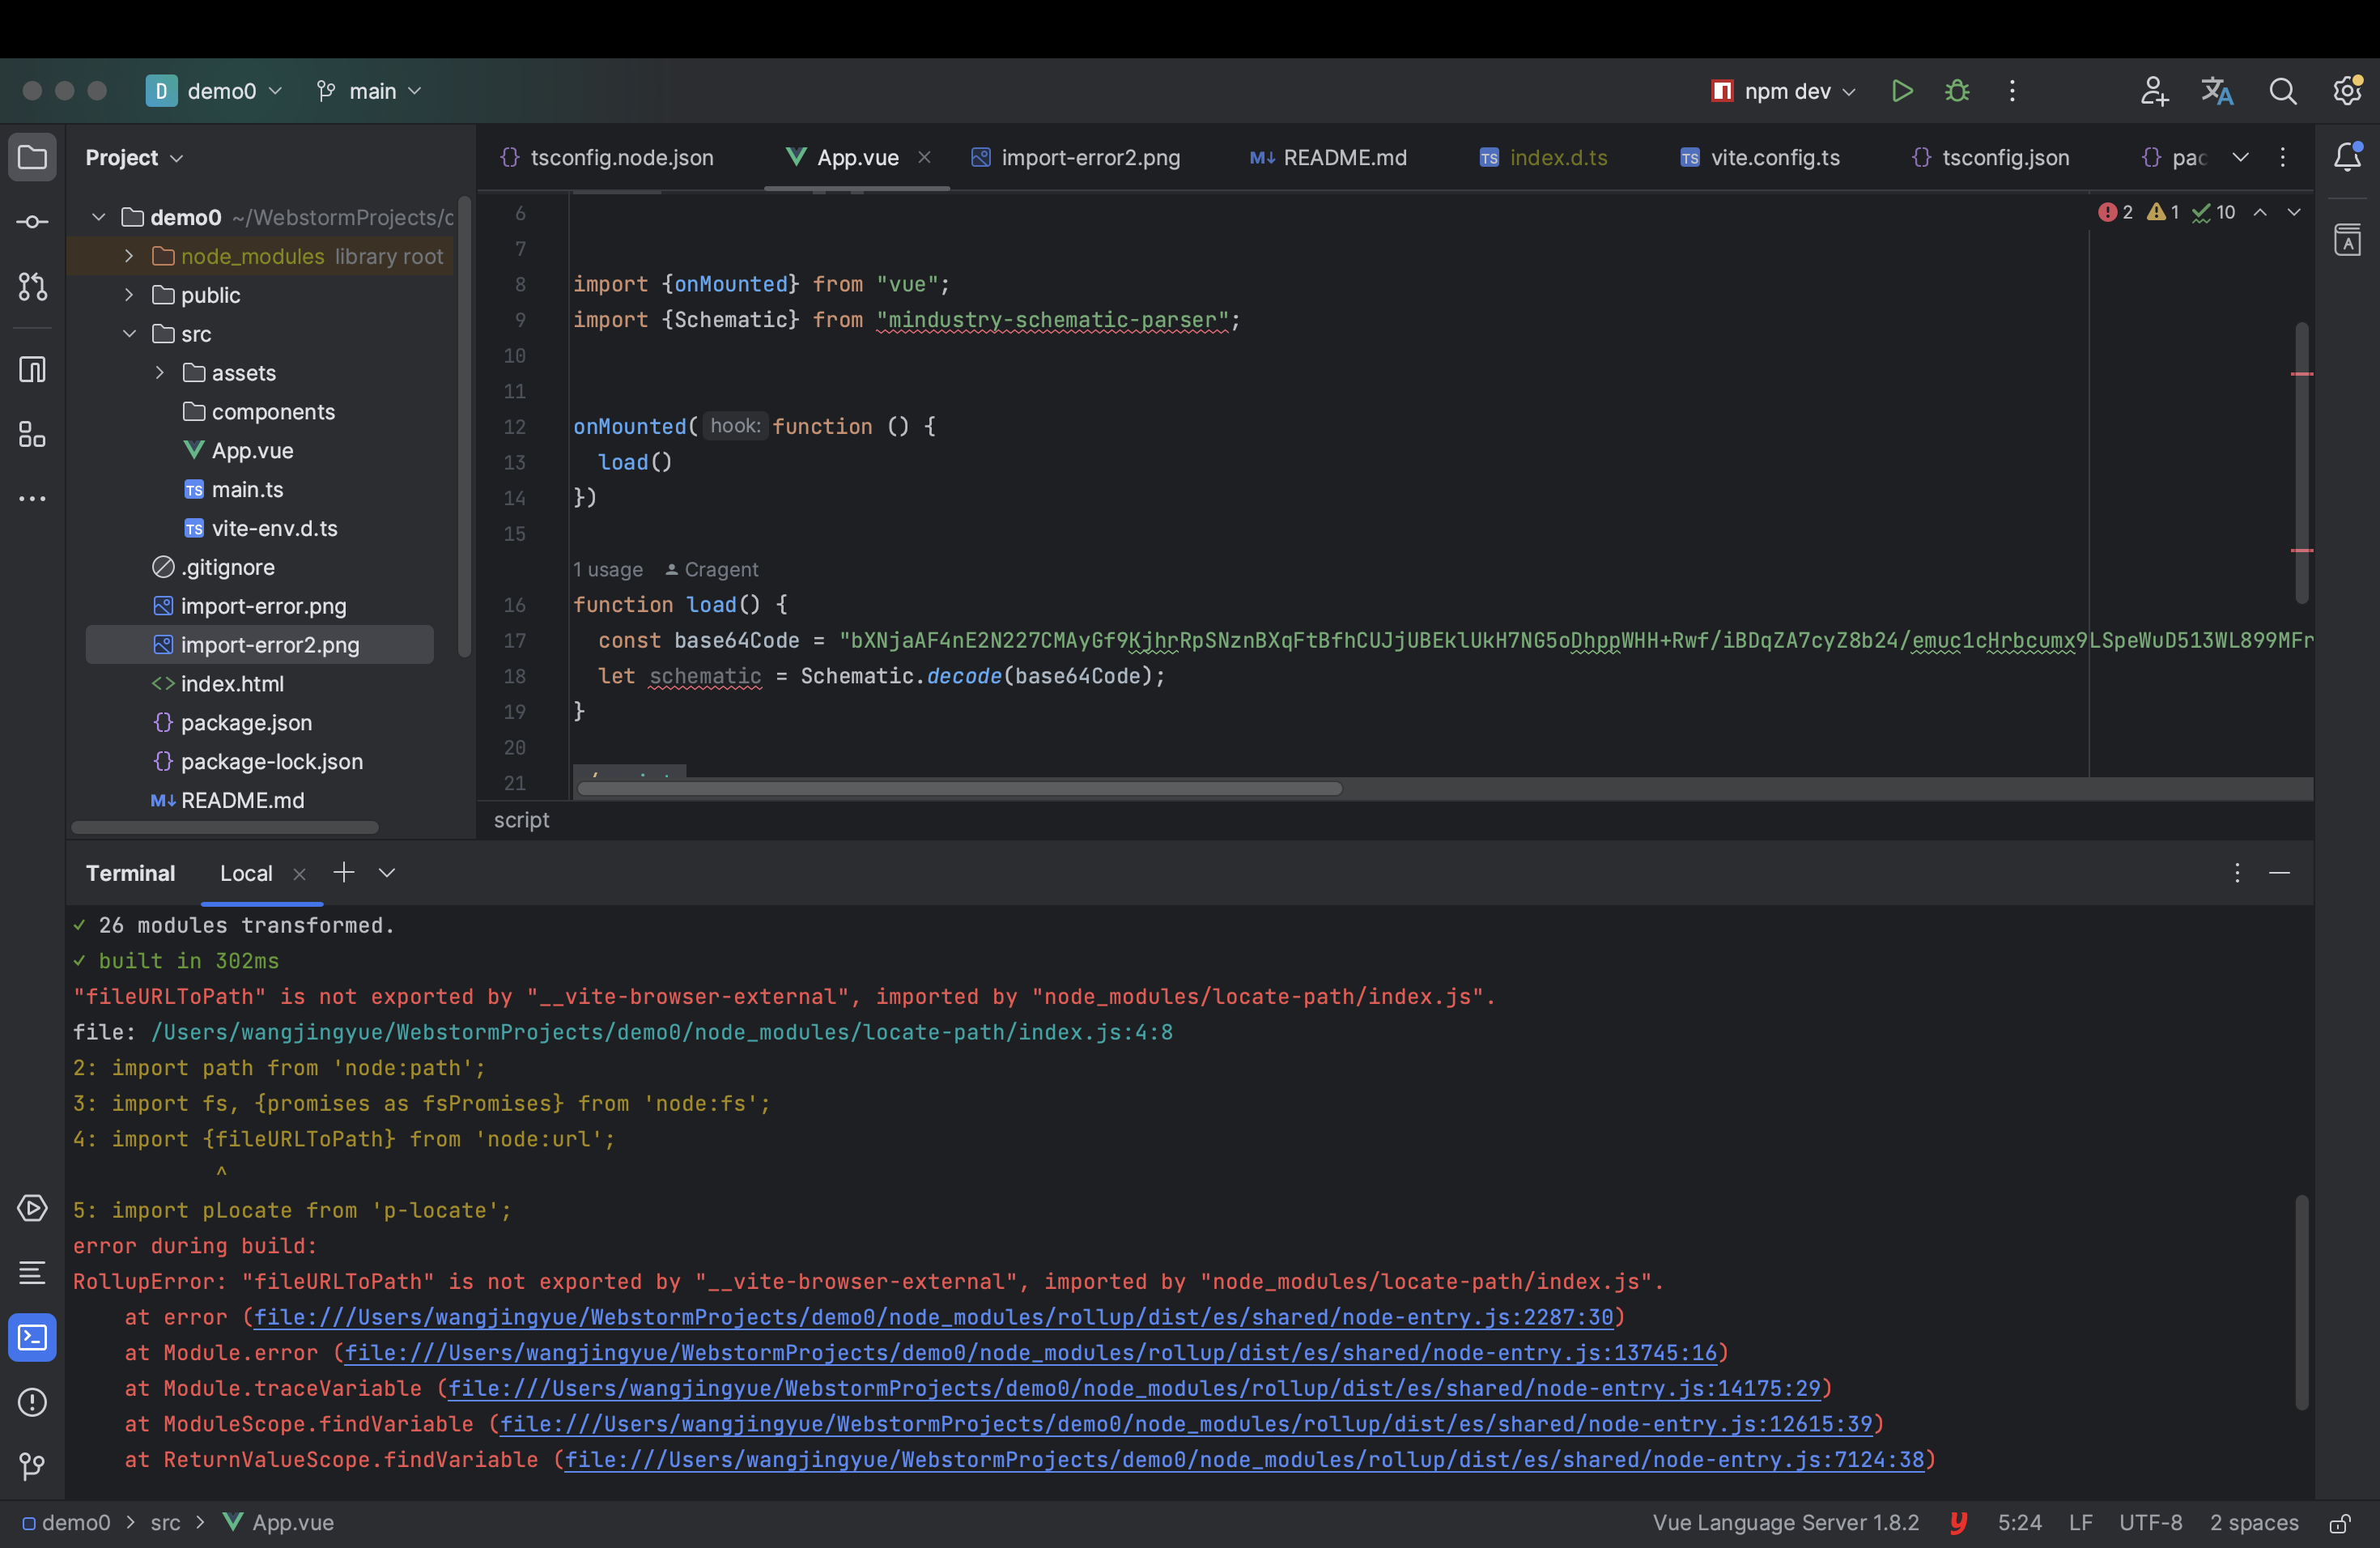 D demo0 main npm dev
Project
tsconfig.node.json App.vue import-error2.png README.md index.d.ts vite.config.ts tsconfig.json pac
demo0 ~/WebstormProjects/d
node_modules library root
public
src
assets
components
App.vue
main.ts
vite-env.d.ts
.gitignore
import-error.png
import-error2.png
index.html
package.json
package-lock.json
README.md
2 1 10
6
7
8 import {onMounted} from "vue";
9 import {Schematic} from "mindustry-schematic-parser";
10
11
12 onMounted( hook: function () {
13 load()
14 })
15
1 usage Cragent
16 function load() {
17 const base64Code = "bXNjaAF4nE2N227CMAyGf9KjhrRpSNznBXqFtBfhCUJjUBEklUkH7NG5oDhppWHH+Rwf/iBDqZA7cyZ8b24/emuc1cHrbcumx9LSpeWuD513WL899MFr
18 let schematic = Schematic.decode(base64Code);
19 }
20
21
script
Terminal Local
✓ 26 modules transformed.
✓ built in 302ms
"fileURLToPath" is not exported by "__vite-browser-external", imported by "node_modules/locate-path/index.js".
file: /Users/wangjingyue/WebstormProjects/demo0/node_modules/locate-path/index.js:4:8
2: import path from 'node:path';
3: import fs, {promises as fsPromises} from 'node:fs';
4: import {fileURLToPath} from 'node:url';
^
5: import pLocate from 'p-locate';
error during build:
RollupError: "fileURLToPath" is not exported by "__vite-browser-external", imported by "node_modules/locate-path/index.js".
at error (file:///Users/wangjingyue/WebstormProjects/demo0/node_modules/rollup/dist/es/shared/node-entry.js:2287:30)
at Module.error (file:///Users/wangjingyue/WebstormProjects/demo0/node_modules/rollup/dist/es/shared/node-entry.js:13745:16)
at Module.traceVariable (file:///Users/wangjingyue/WebstormProjects/demo0/node_modules/rollup/dist/es/shared/node-entry.js:14175:29)
at ModuleScope.findVariable (file:///Users/wangjingyue/WebstormProjects/demo0/node_modules/rollup/dist/es/shared/node-entry.js:12615:39)
at ReturnValueScope.findVariable (file:///Users/wangjingyue/WebstormProjects/demo0/node_modules/rollup/dist/es/shared/node-entry.js:7124:38)
demo0 > src > App.vue Vue Language Server 1.8.2 y 5:24 LF UTF-8 2 spaces